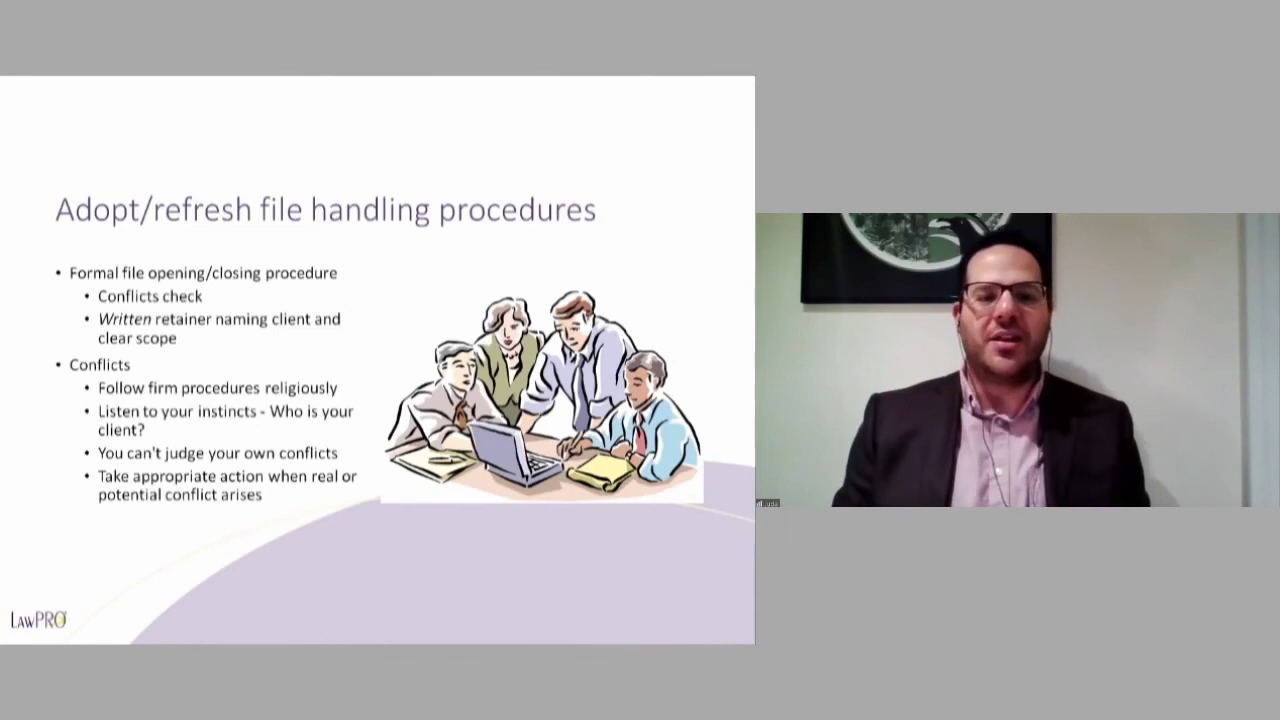 Adopt/refresh file handling procedures
• Formal file opening/closing procedure
• Conflicts check
• Written retainer naming client and
clear scope
• Conflicts
• Follow firm procedures religiously
• Listen to your instincts - Who is your
client?
• You can't judge your own conflicts
• Take appropriate action when real or
potential conflict arises
LAWPRO